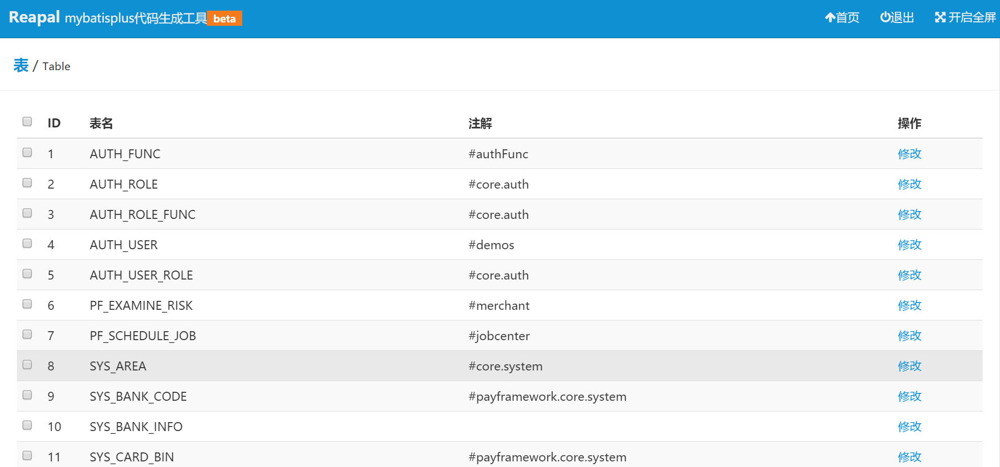 Reapal mybatisplus代码生成工具 beta 首页 退出 开启全屏
表 / Table
ID 表名 注解 操作
1 AUTH_FUNC #authFunc 修改
2 AUTH_ROLE #core.auth 修改
3 AUTH_ROLE_FUNC #core.auth 修改
4 AUTH_USER #demos 修改
5 AUTH_USER_ROLE #core.auth 修改
6 PF_EXAMINE_RISK #merchant 修改
7 PF_SCHEDULE_JOB #jobcenter 修改
8 SYS_AREA #core.system 修改
9 SYS_BANK_CODE #payframework.core.system 修改
10 SYS_BANK_INFO 修改
11 SYS_CARD_BIN #payframework.core.system 修改